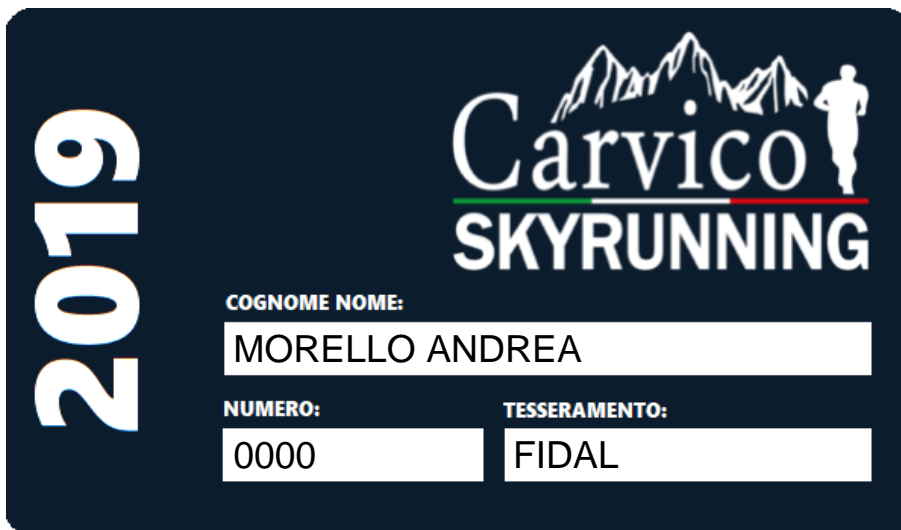 2019
Carvico
SKYRUNNING
COGNOME NOME:
MORELLO ANDREA
NUMERO:
TESSERAMENTO:
0000
FIDAL